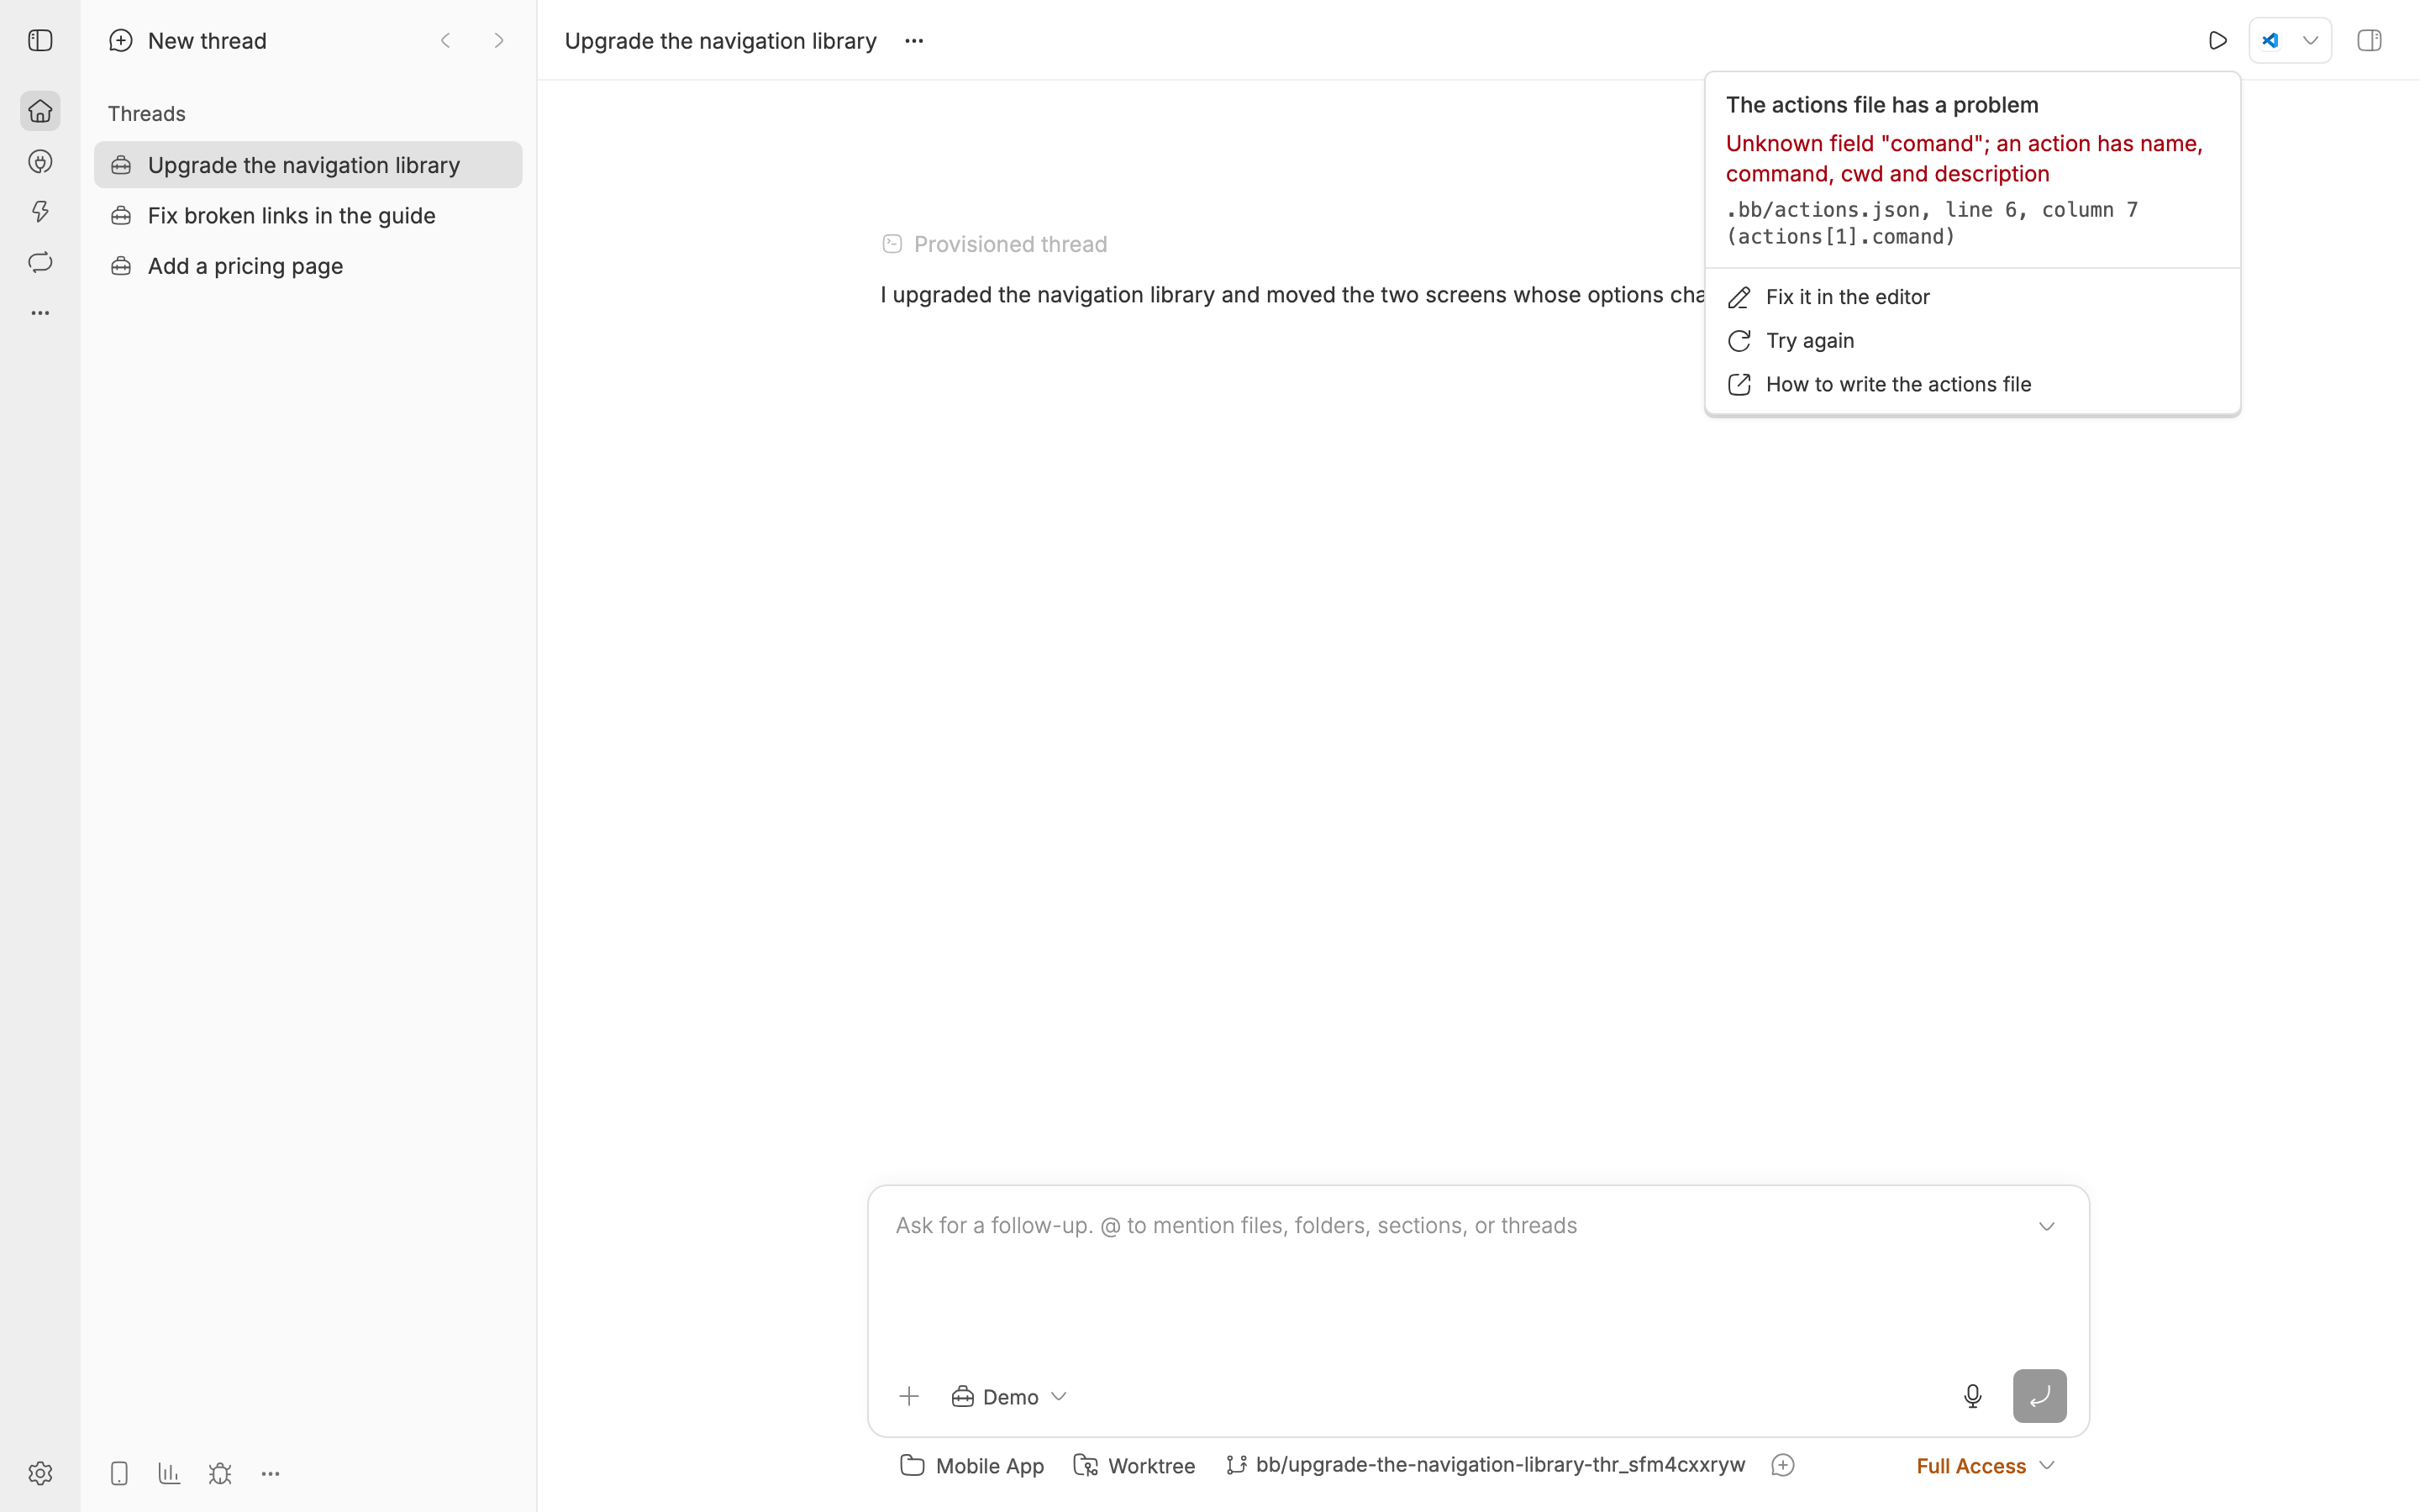 New thread
Upgrade the navigation library
Threads
Upgrade the navigation library
Fix broken links in the guide
Add a pricing page
The actions file has a problem
Unknown field "comand"; an action has name,
command, cwd and description
.bb/actions.json, line 6, column 7
(actions[1].comand)
Fix it in the editor
Try again
How to write the actions file
Provisioned thread
I upgraded the navigation library and moved the two screens whose options cha
Ask for a follow-up. @ to mention files, folders, sections, or threads
Demo
Mobile App
Worktree
bb/upgrade-the-navigation-library-thr_sfm4cxxryw
Full Access